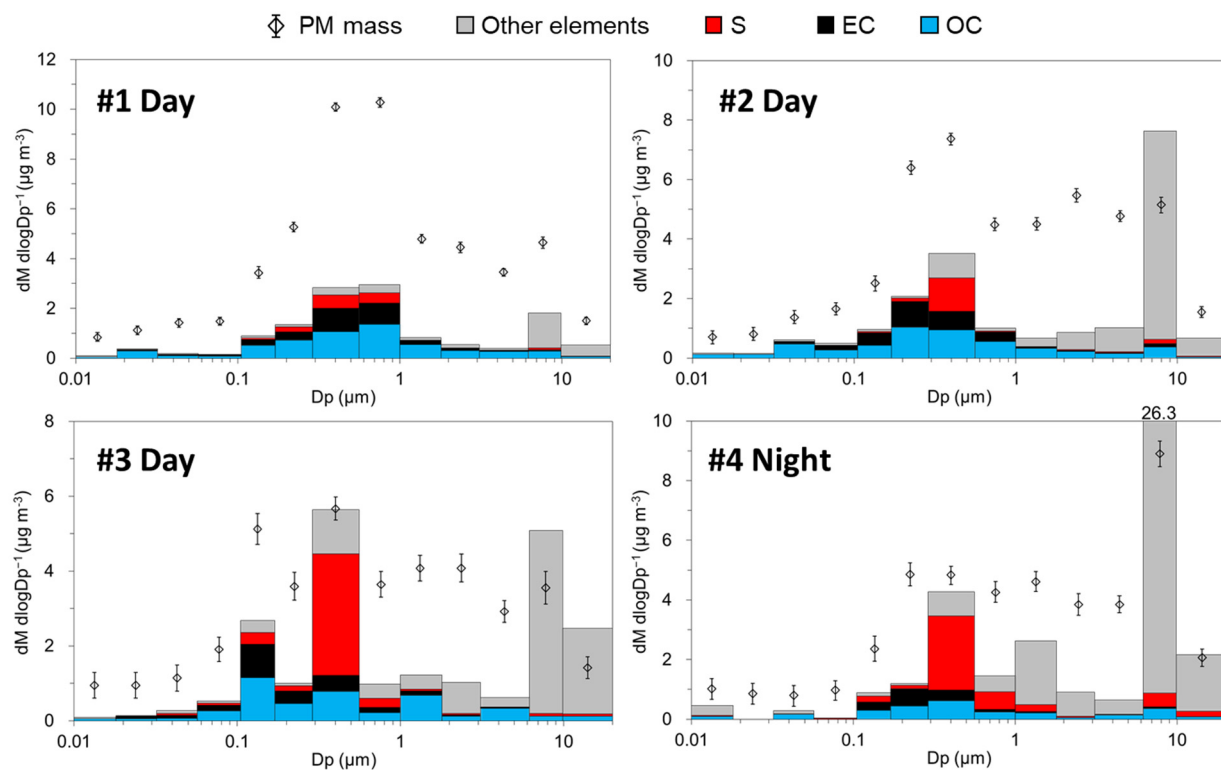 PM mass Other elements S EC OC
#1 Day
dM dlogDp⁻¹ (µg m⁻³)
12
10
8
6
4
2
0
0.01 0.1 1 10
Dp (µm)
#2 Day
dM dlogDp⁻¹ (µg m⁻³)
10
8
6
4
2
0
0.01 0.1 1 10
Dp (µm)
#3 Day
dM dlogDp⁻¹ (µg m⁻³)
8
6
4
2
0
0.01 0.1 1 10
Dp (µm)
#4 Night
26.3
dM dlogDp⁻¹ (µg m⁻³)
10
8
6
4
2
0
0.01 0.1 1 10
Dp (µm)